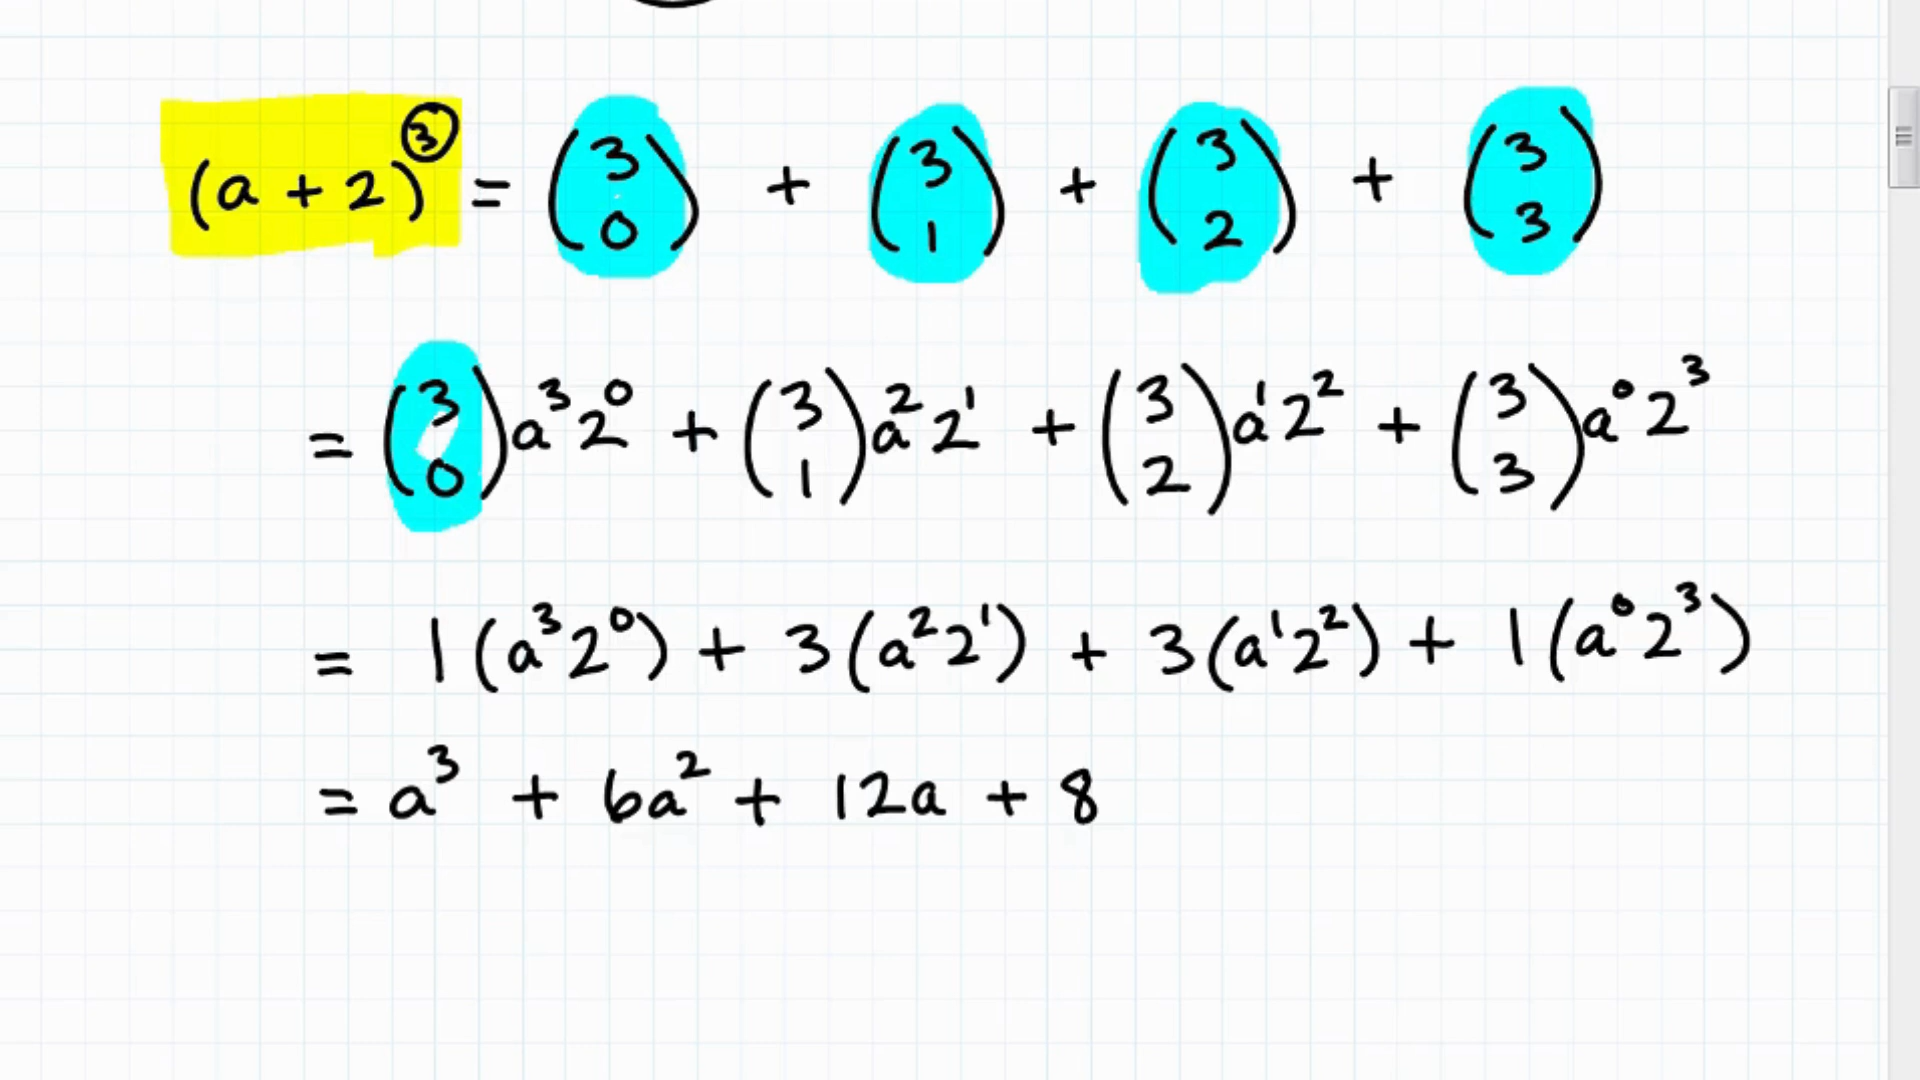 (a + 2)³ = (3 0) + (3 1) + (3 2) + (3 3)
= (3 0)a³2⁰ + (3 1)a²2¹ + (3 2)a¹2² + (3 3)a⁰2³
= 1(a³2⁰) + 3(a²2¹) + 3(a¹2²) + 1(a⁰2³)
= a³ + 6a² + 12a + 8